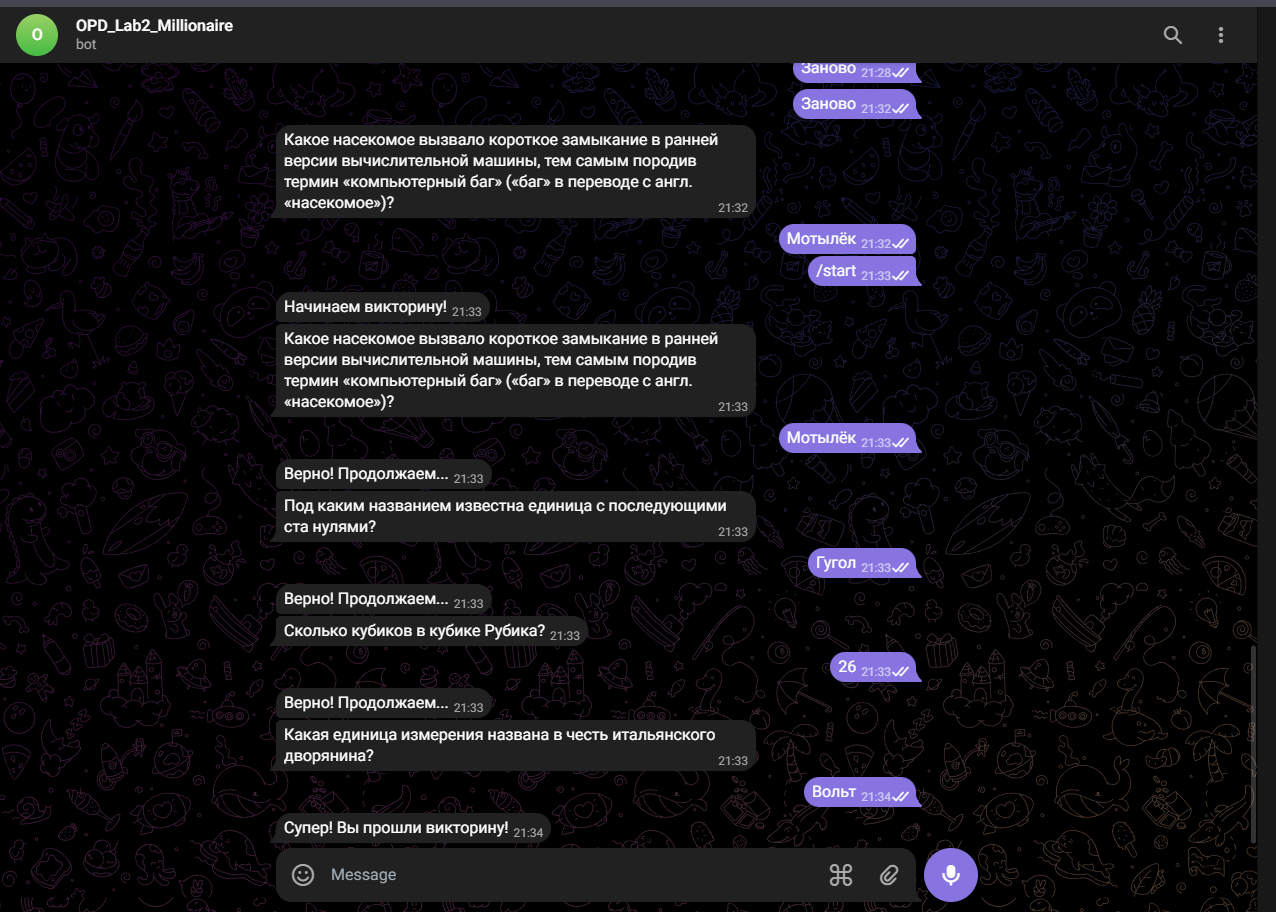 O
OPD_Lab2_Millionaire
bot
Заново 21:28
Заново 21:32
Какое насекомое вызвало короткое замыкание в ранней
версии вычислительной машины, тем самым породив
термин «компьютерный баг» («баг» в переводе с англ.
«насекомое»)?
21:32
Мотылёк 21:32
/start 21:33
Начинаем викторину! 21:33
Какое насекомое вызвало короткое замыкание в ранней
версии вычислительной машины, тем самым породив
термин «компьютерный баг» («баг» в переводе с англ.
«насекомое»)?
21:33
Мотылёк 21:33
Верно! Продолжаем... 21:33
Под каким названием известна единица с последующими
ста нулями?
21:33
Гугол 21:33
Верно! Продолжаем... 21:33
Сколько кубиков в кубике Рубика? 21:33
26 21:33
Верно! Продолжаем... 21:33
Какая единица измерения названа в честь итальянского
дворянина?
21:33
Вольт 21:34
Супер! Вы прошли викторину! 21:34
Message